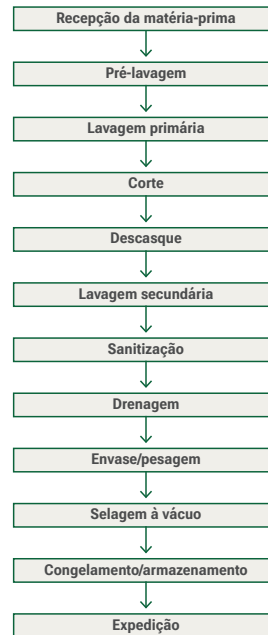 Recepção da matéria-prima
Pré-lavagem
Lavagem primária
Corte
Descasque
Lavagem secundária
Sanitização
Drenagem
Envase/pesagem
Selagem à vácuo
Congelamento/armazenamento
Expedição